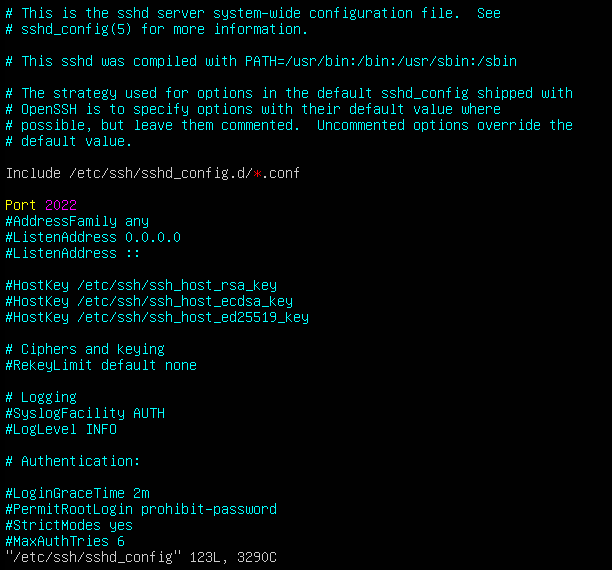 # This is the sshd server system-wide configuration file.  See
# sshd_config(5) for more information.
# This sshd was compiled with PATH=/usr/bin:/bin:/usr/sbin:/sbin
# The strategy used for options in the default sshd_config shipped with
# OpenSSH is to specify options with their default value where
# possible, but leave them commented.  Uncommented options override the
# default value.
Include /etc/ssh/sshd_config.d/*.conf
Port 2022
#AddressFamily any
#ListenAddress 0.0.0.0
#ListenAddress ::
#HostKey /etc/ssh/ssh_host_rsa_key
#HostKey /etc/ssh/ssh_host_ecdsa_key
#HostKey /etc/ssh/ssh_host_ed25519_key
# Ciphers and keying
#RekeyLimit default none
# Logging
#SyslogFacility AUTH
#LogLevel INFO
# Authentication:
#LoginGraceTime 2m
#PermitRootLogin prohibit-password
#StrictModes yes
#MaxAuthTries 6
"/etc/ssh/sshd_config" 123L, 3290C